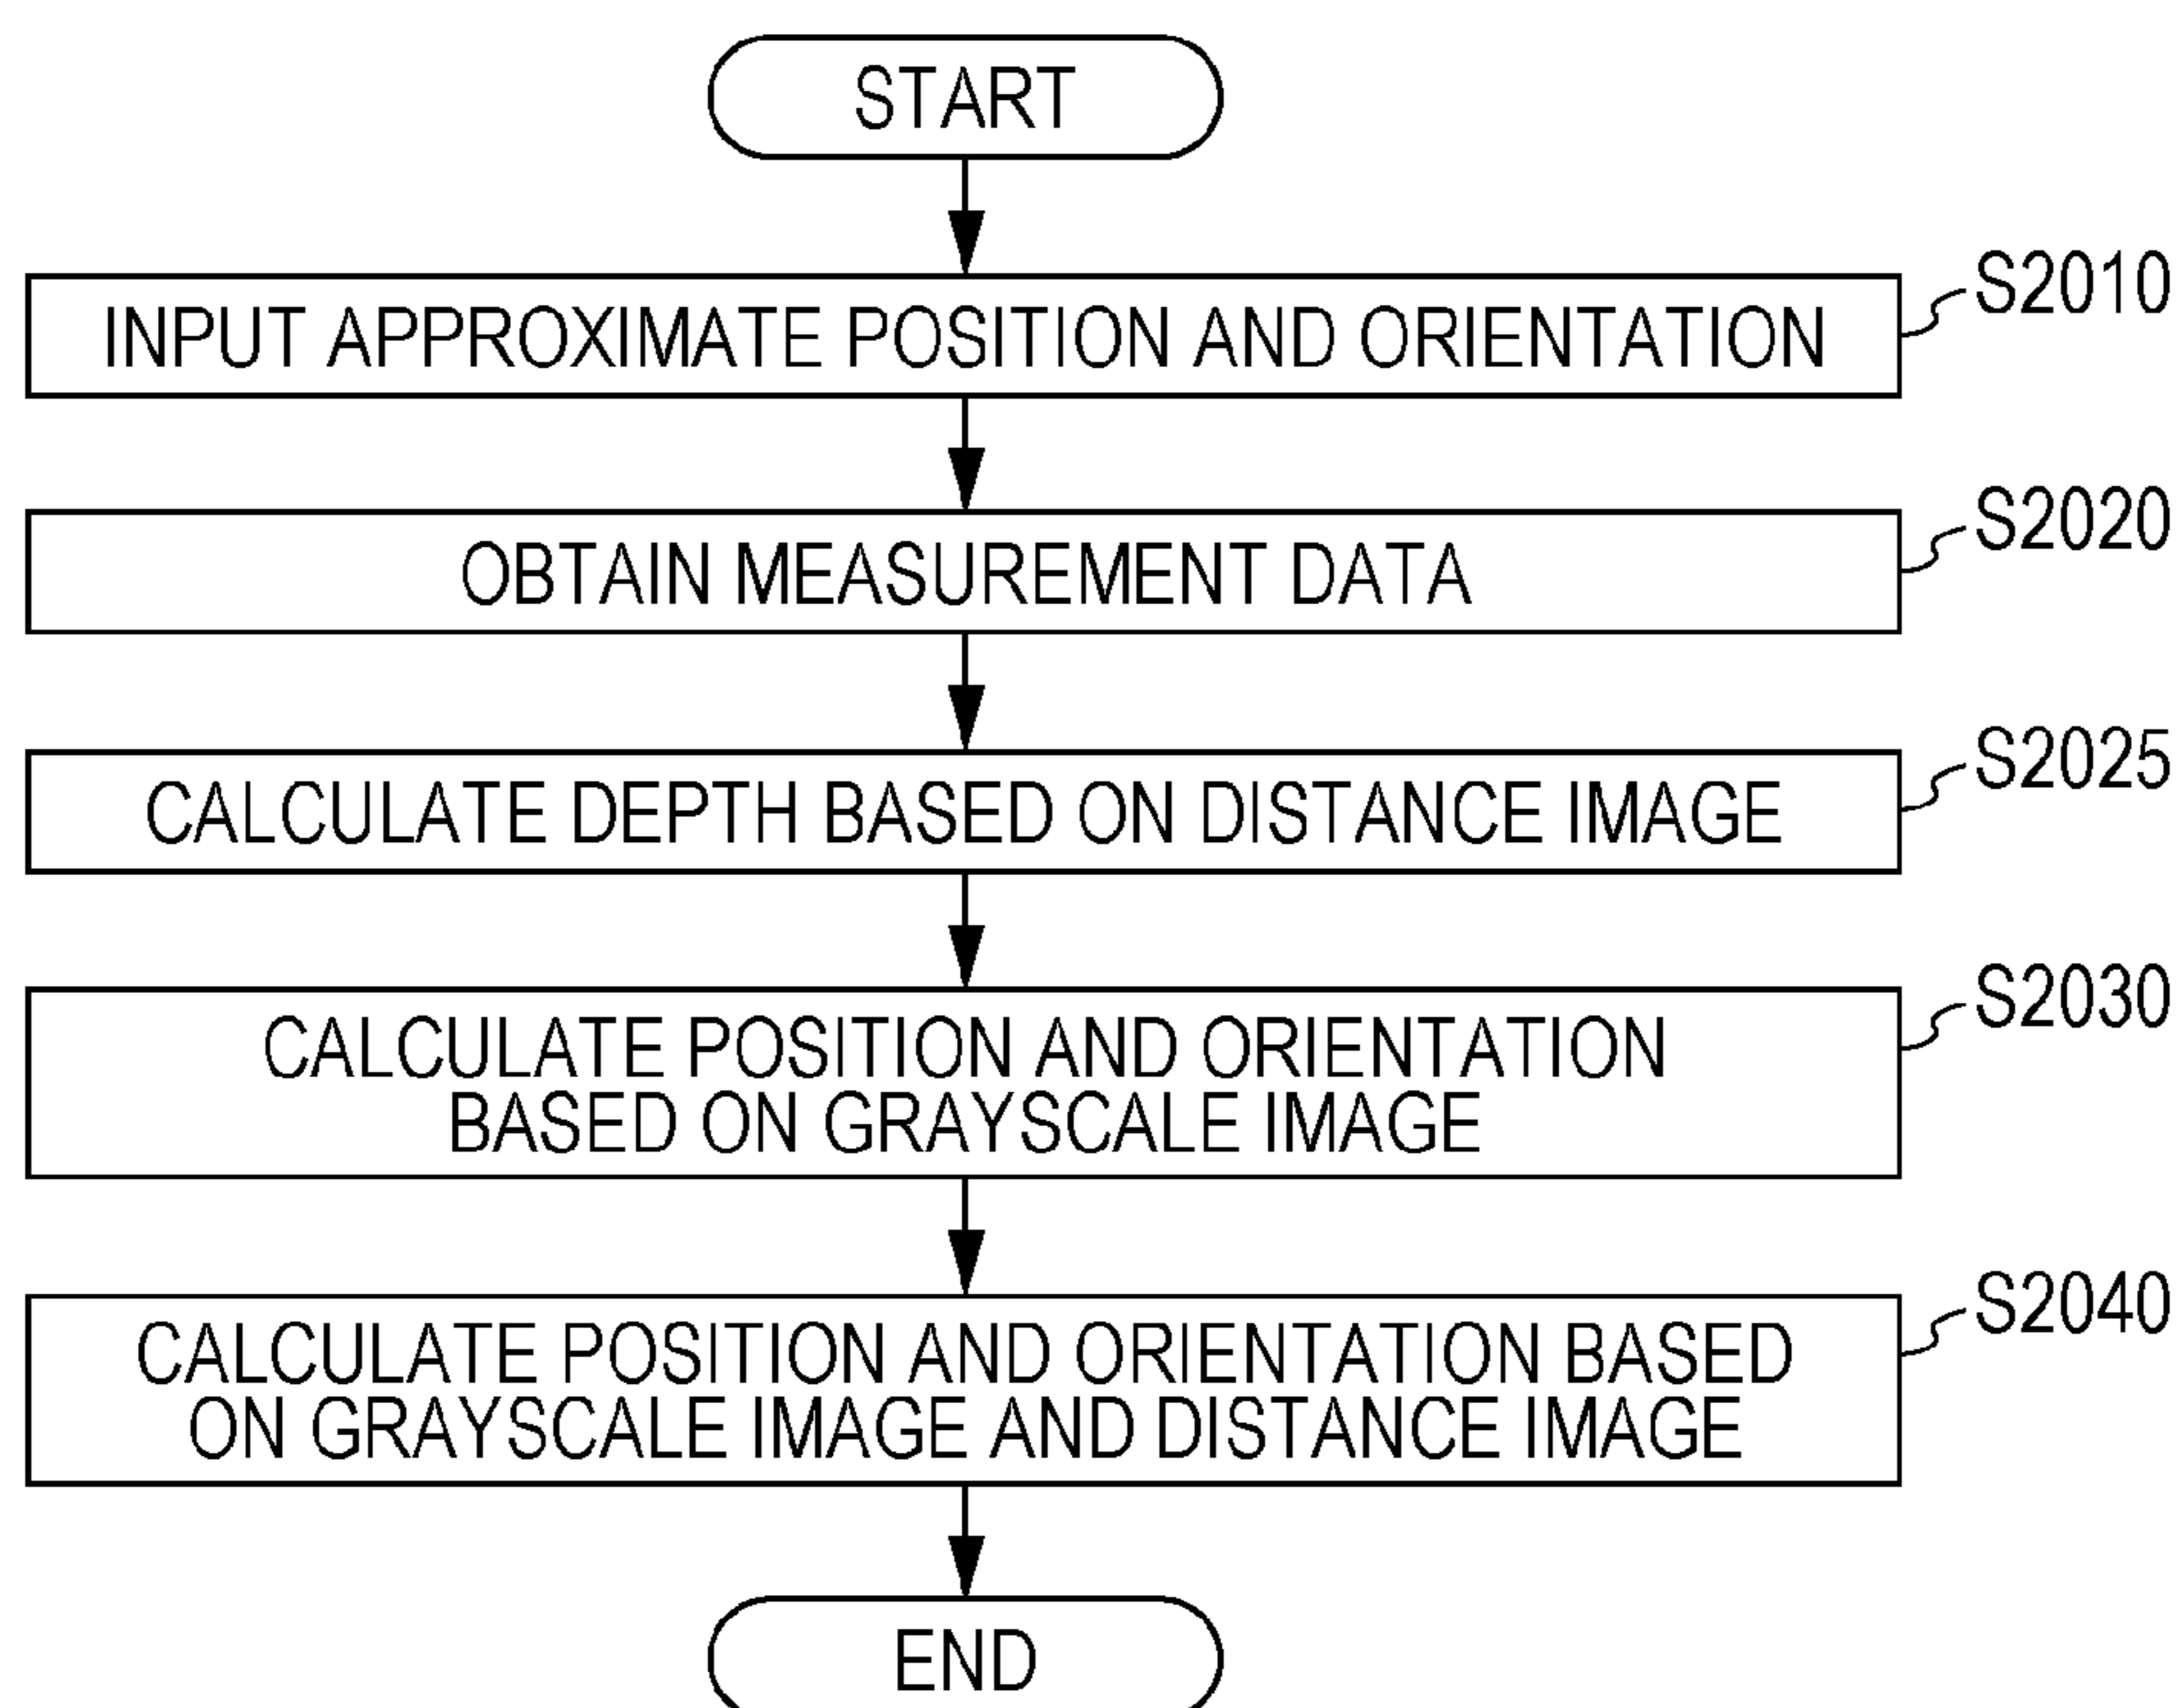 START
INPUT APPROXIMATE POSITION AND ORIENTATION
S2010
OBTAIN MEASUREMENT DATA
S2020
CALCULATE DEPTH BASED ON DISTANCE IMAGE
S2025
CALCULATE POSITION AND ORIENTATION
BASED ON GRAYSCALE IMAGE
S2030
CALCULATE POSITION AND ORIENTATION BASED
ON GRAYSCALE IMAGE AND DISTANCE IMAGE
S2040
END